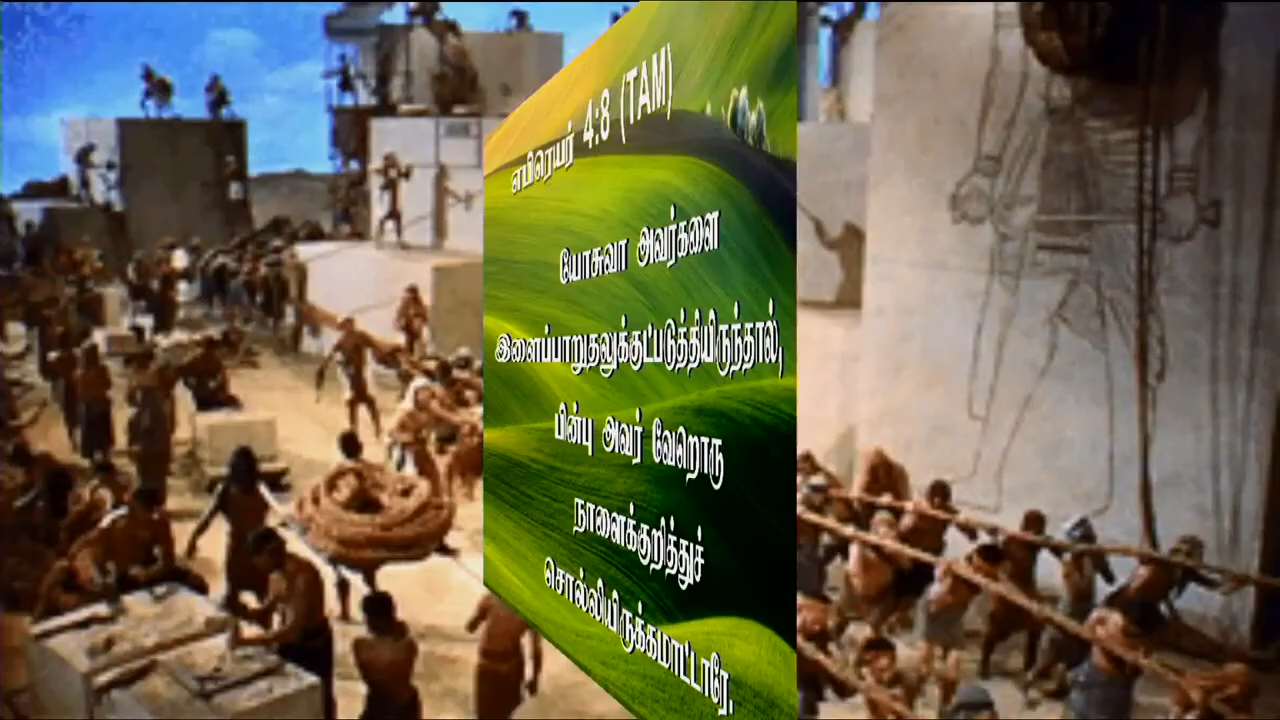 எபிரெயர் 4:8 (TAM)
யோசுவா அவர்களை
இளைப்பாறுதலுக்குட்படுத்தியிருந்தால்,
பின்பு அவர் வேறொரு
நாளைக்குறித்துச்
சொல்லியிருக்கமாட்டாரே.